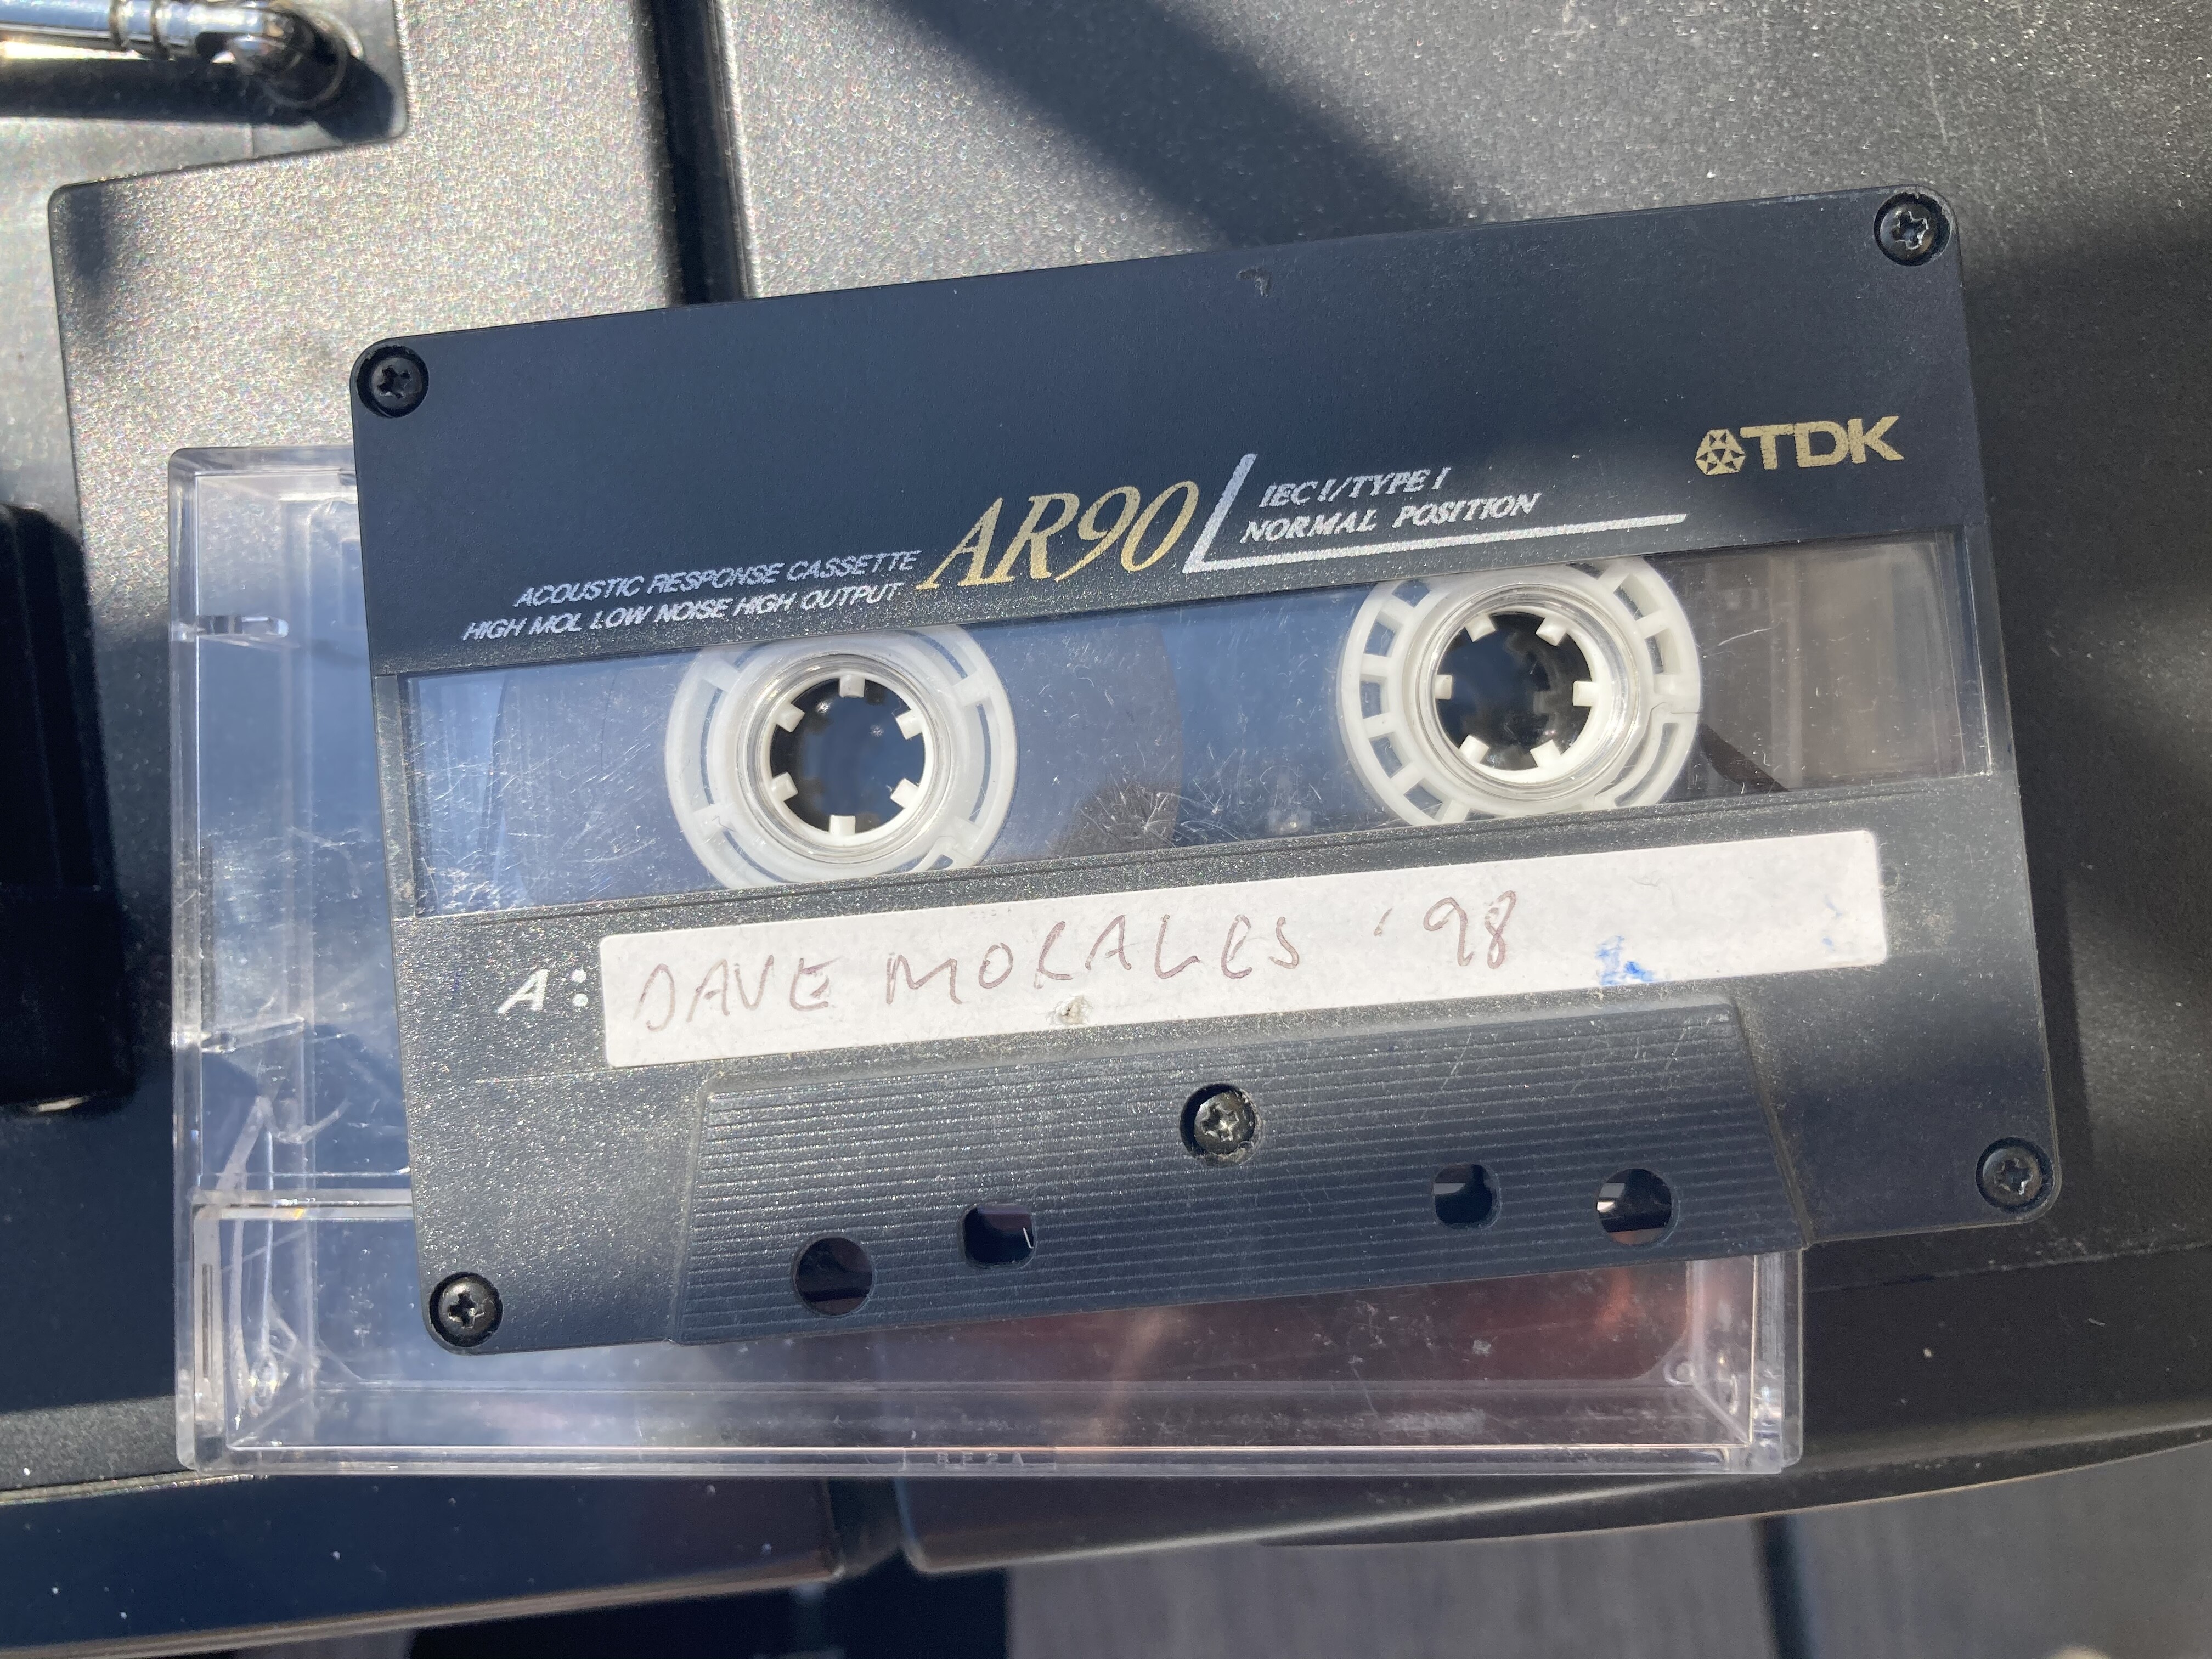 TDK
IEC I/TYPE I
AR90 NORMAL POSITION
ACOUSTIC RESPONSE CASSETTE
HIGH MOL LOW NOISE HIGH OUTPUT
A: DAVE MORALES '98